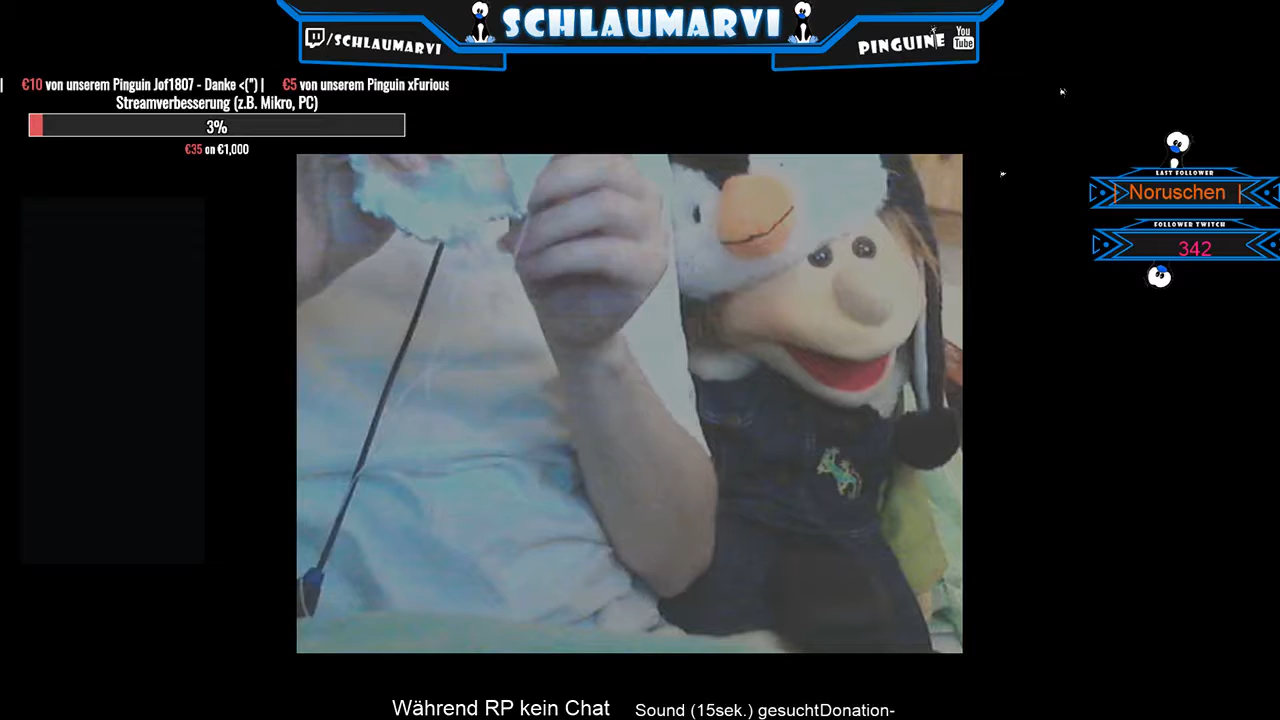 SCHLAUMARVI
/SCHLAUMARVI
PINGUINE
You Tube
| €10 von unserem Pinguin Jof1807 - Danke <(") | €5 von unserem Pinguin xFurious
Streamverbesserung (z.B. Mikro, PC)
3%
€35 on €1,000
LAST FOLLOWER
| Noruschen |
FOLLOWER TWITCH
342
Während RP kein Chat Sound (15sek.) gesuchtDonation-